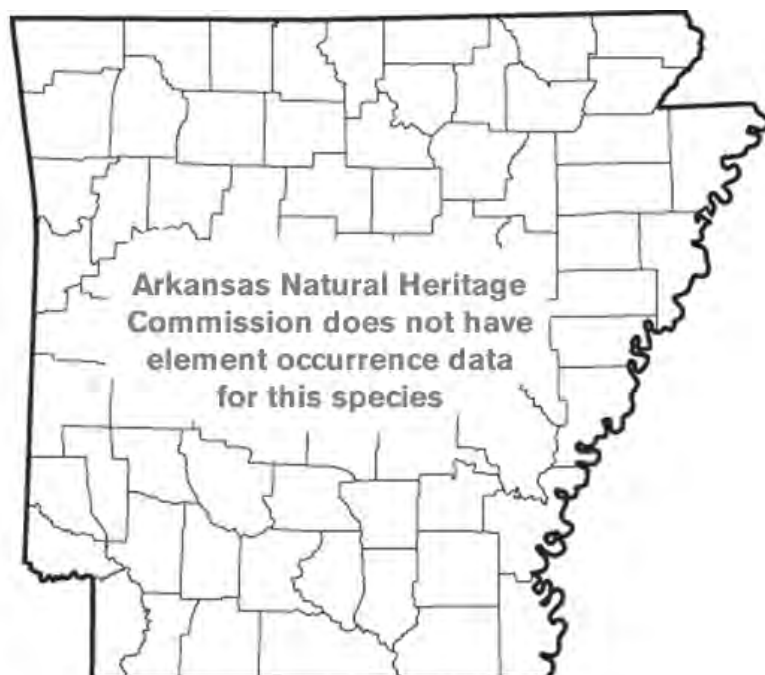 Arkansas Natural Heritage
Commission does not have
element occurrence data
for this species